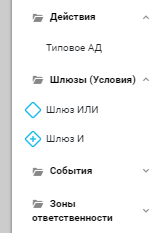 Действия
Типовое АД
Шлюзы (Условия)
Шлюз ИЛИ
Шлюз И
События
Зоны
ответственности